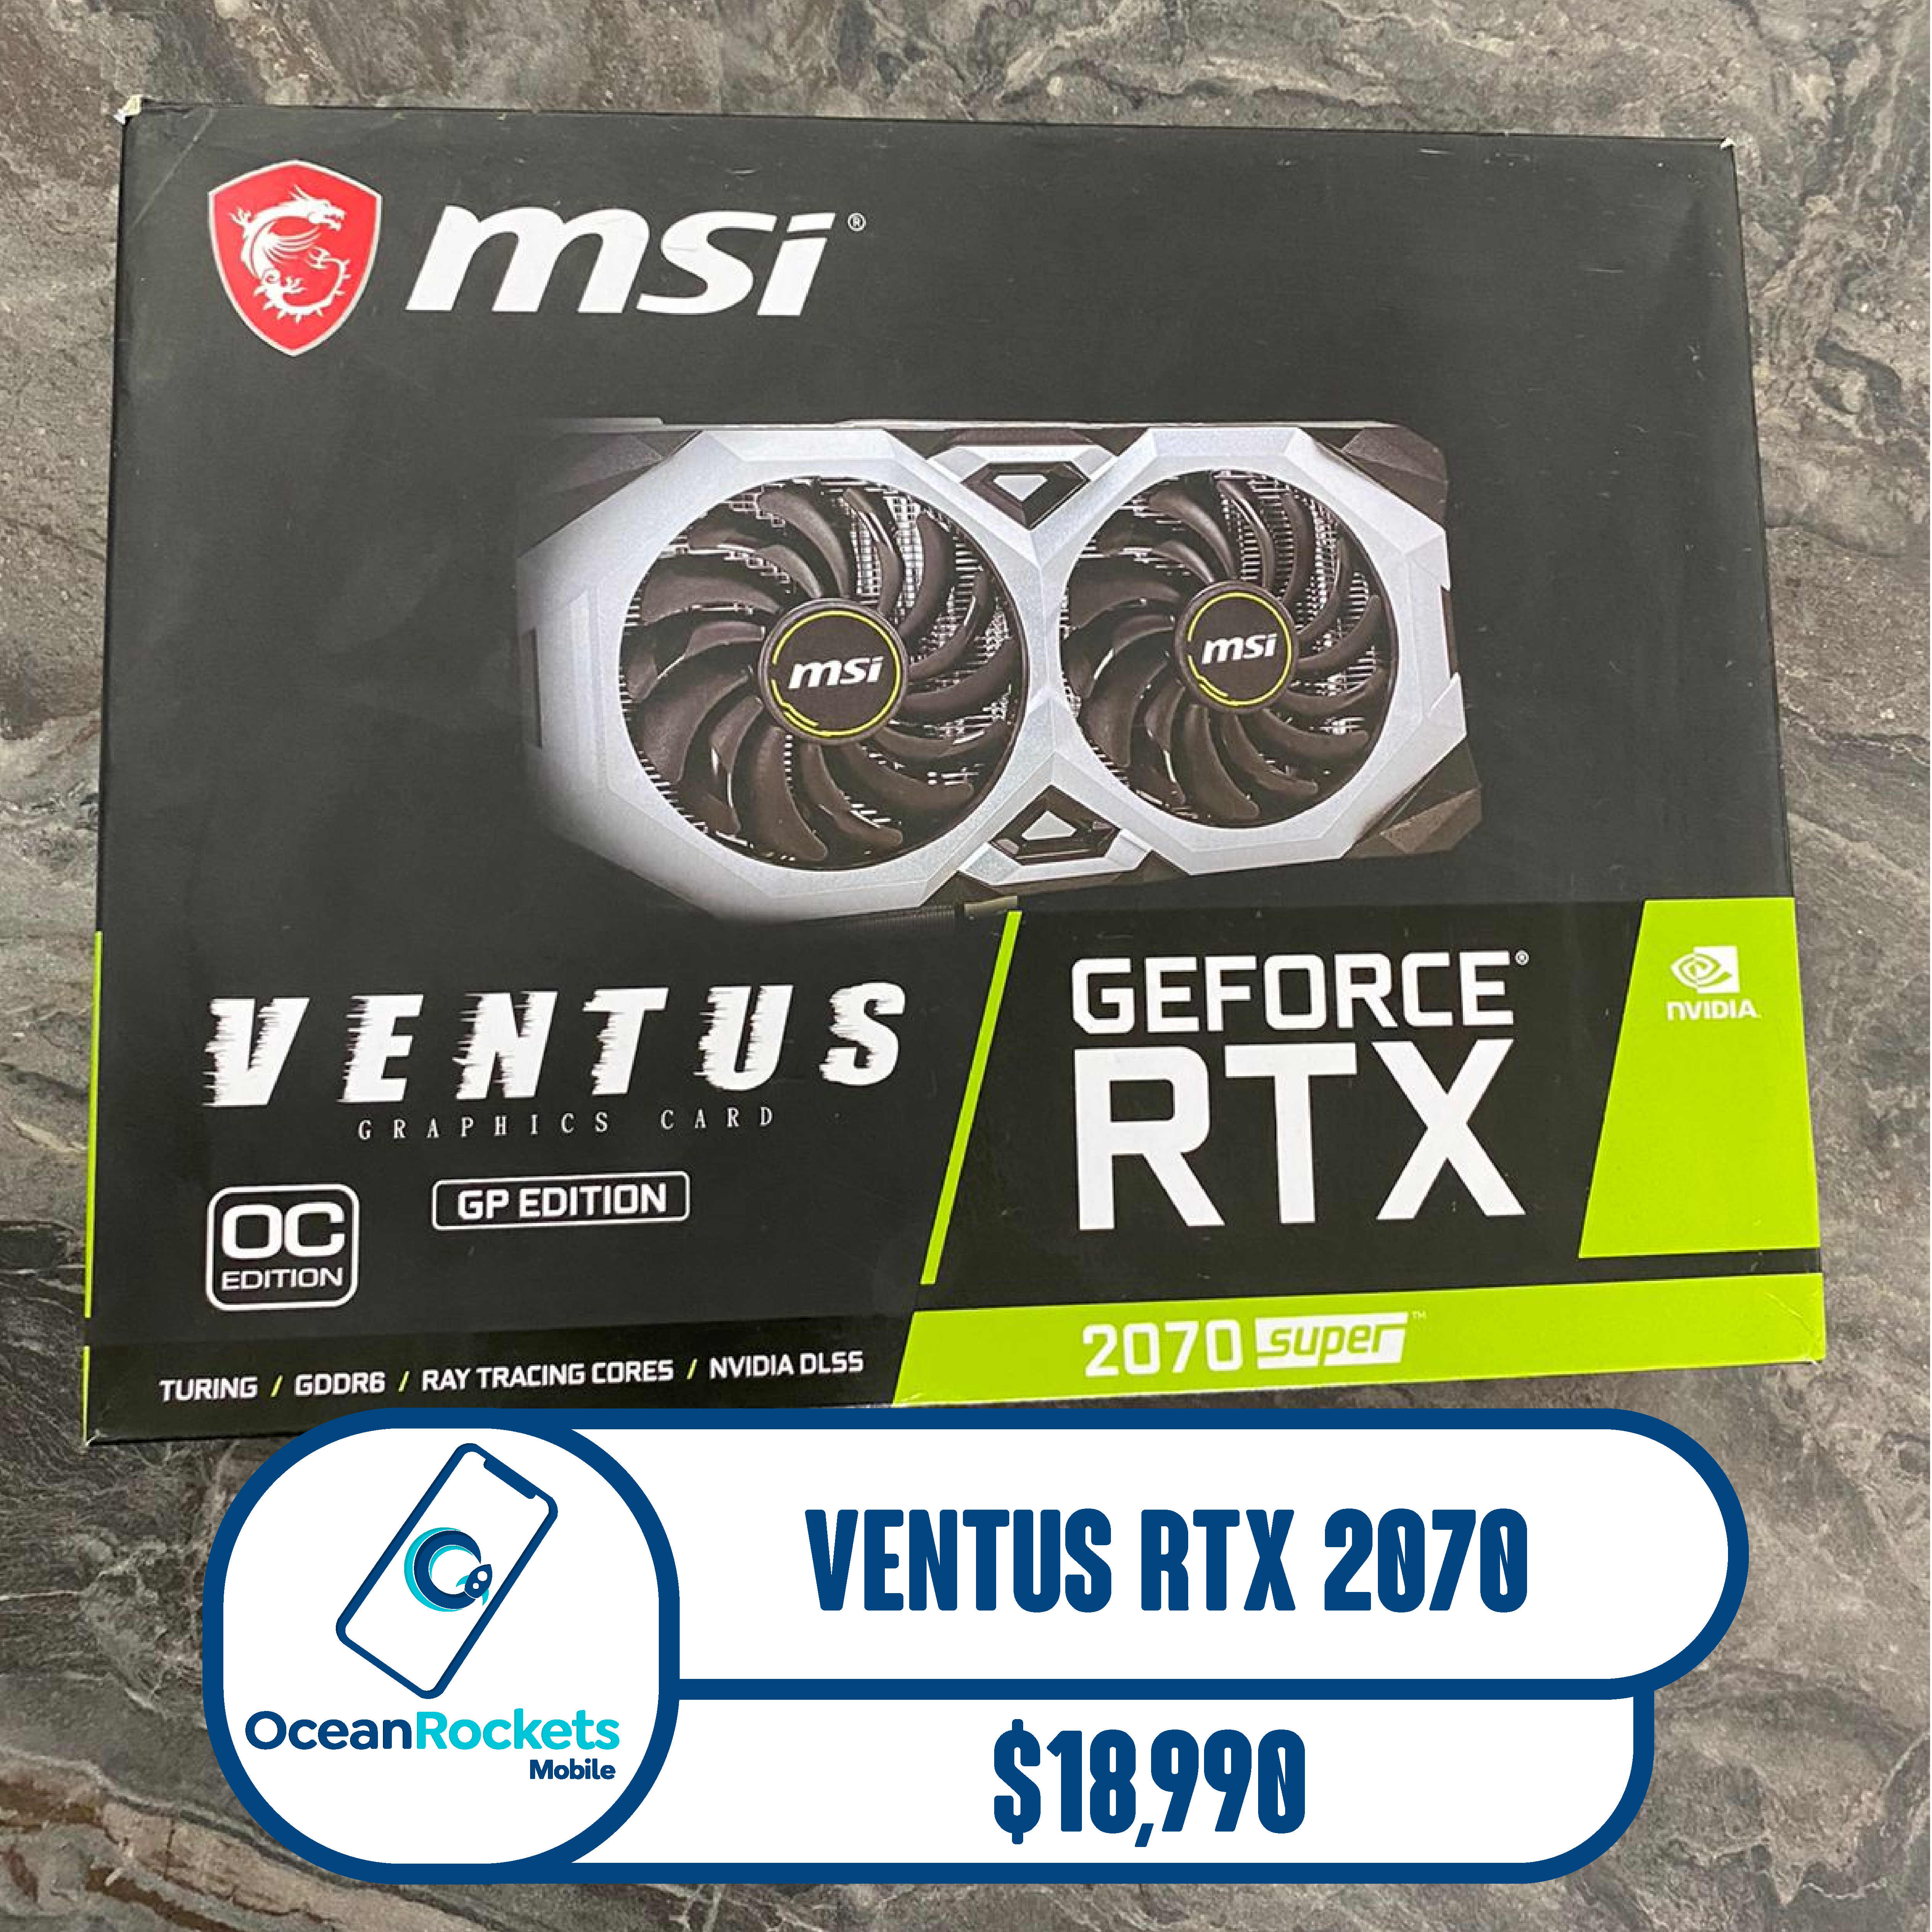 msi®
msi
msi
VENTUS
GRAPHICS CARD
OC
EDITION
GP EDITION
TURING / GDDR6 / RAY TRACING CORES / NVIDIA DLSS
GEFORCE®
RTX
NVIDIA
2070 super™
OceanRockets
Mobile
VENTUS RTX 2070
$18,990